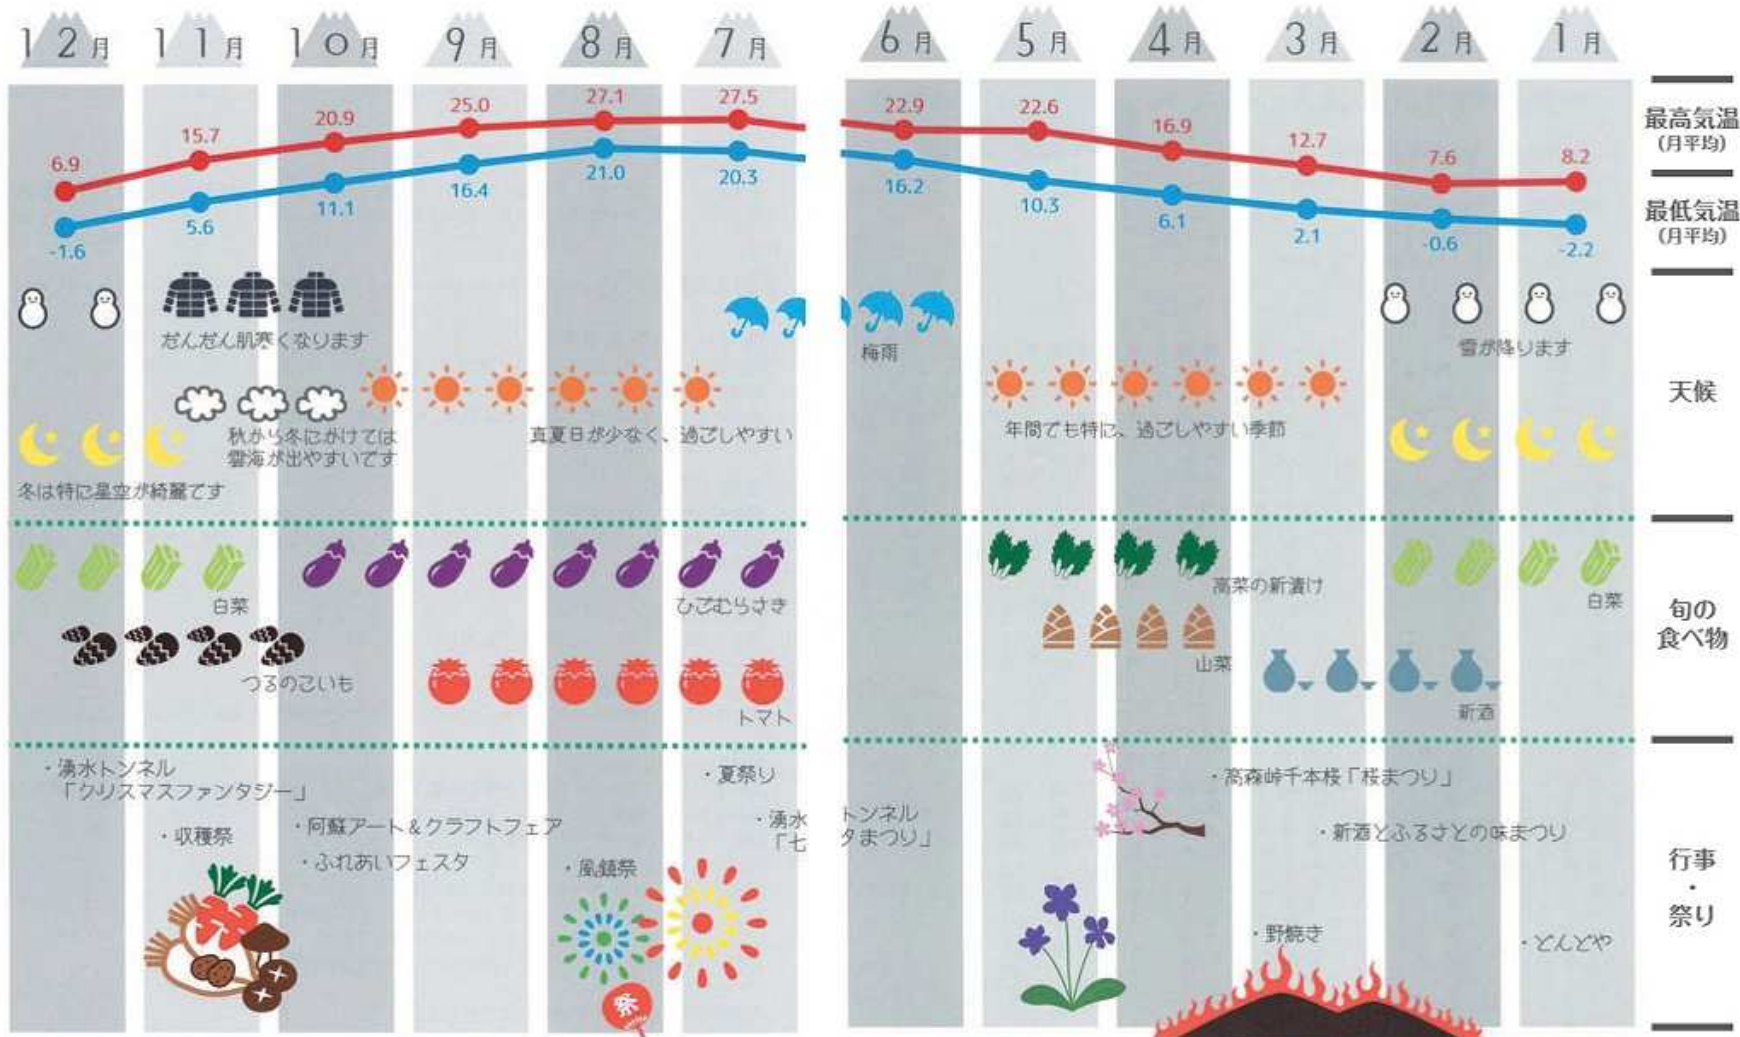 12月 11月 10月 9月 8月 7月 6月 5月 4月 3月 2月 1月
最高気温
(月平均)
6.9 15.7 20.9 25.0 27.1 27.5 22.9 22.6 16.9 12.7 7.6 8.2
最低気温
(月平均)
-1.6 5.6 11.1 16.4 21.0 20.3 16.2 10.3 6.1 2.1 -0.6 -2.2
天候
だんだん肌寒くなります
梅雨
雪が降ります
秋から冬にかけては
雲海が出やすいです
真夏日が少なく、過ごしやすい
年間でも特に、過ごしやすい季節
冬は特に星空が綺麗です
旬の
食べ物
白菜
ひごむらさき
高菜の新漬け
白菜
つるのこいも
山菜
トマト
新酒
行事
・
祭り
・湧水トンネル
「クリスマスファンタジー」
・夏祭り
・高森峠千本桜「桜まつり」
・収穫祭
・阿蘇アート&クラフトフェア
・湧水トンネル
「七夕まつり」
・新酒とふるさとの味まつり
・ふれあいフェスタ
・風鎮祭
・野焼き
・どんどや
祭